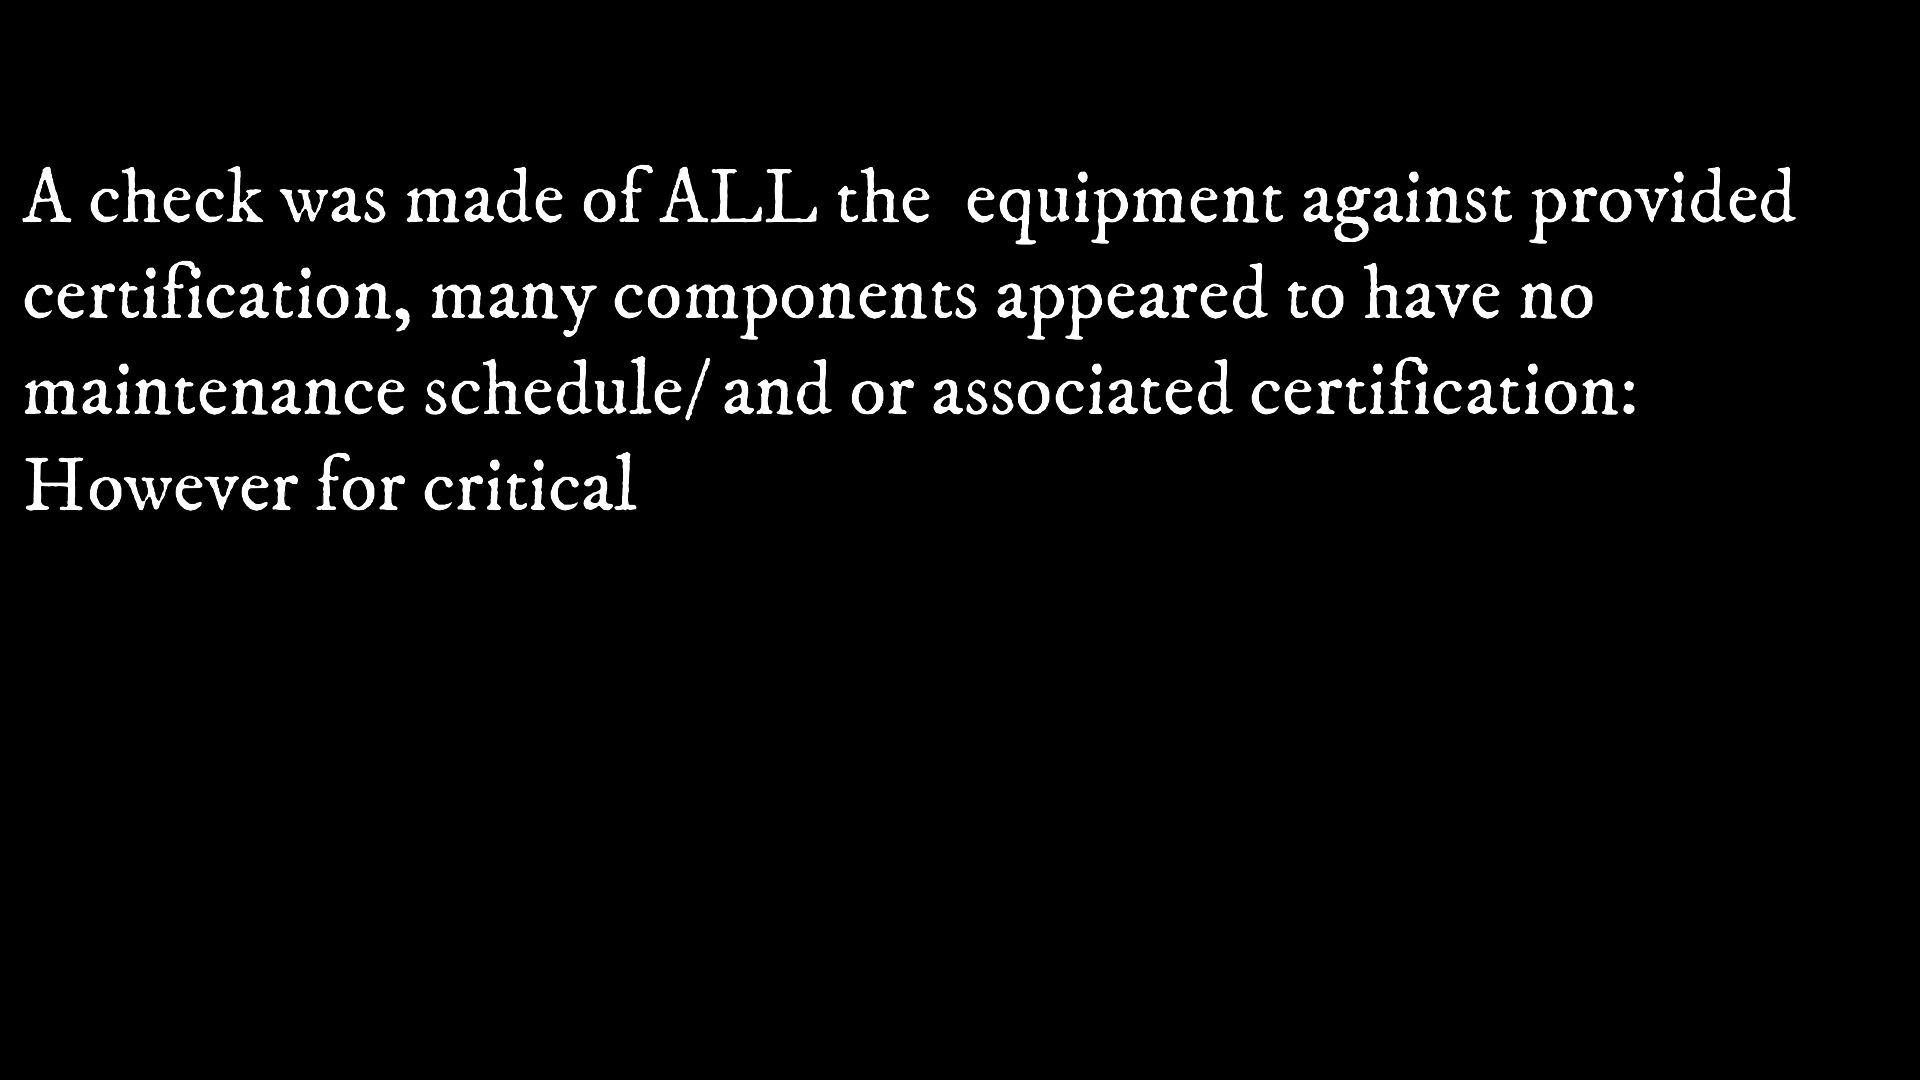 A check was made of ALL the  equipment against provided
certification, many components appeared to have no
maintenance schedule/ and or associated certification:
However for critical